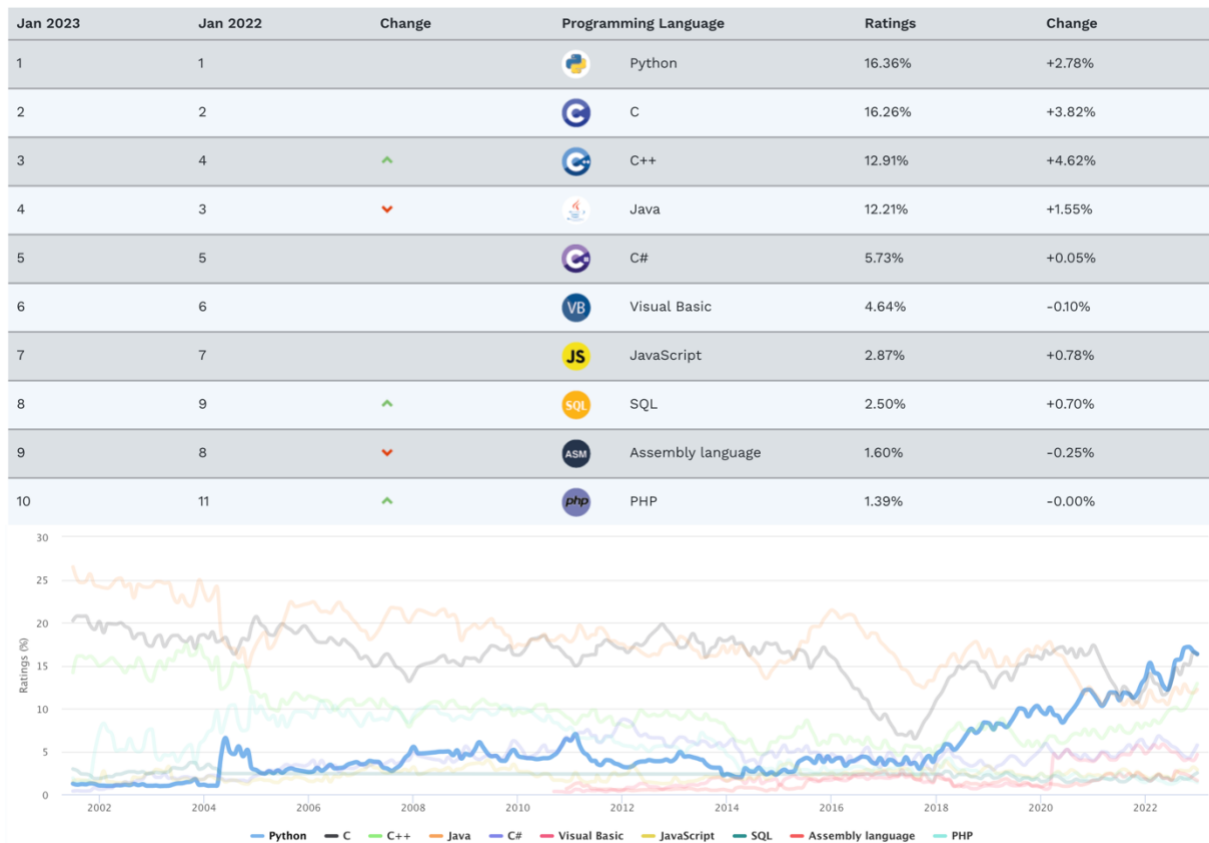 Jan 2023 Jan 2022 Change Programming Language Ratings Change
1 1 Python 16.36% +2.78%
2 2 C 16.26% +3.82%
3 4 C++ 12.91% +4.62%
4 3 Java 12.21% +1.55%
5 5 C# 5.73% +0.05%
6 6 VB Visual Basic 4.64% -0.10%
7 7 JS JavaScript 2.87% +0.78%
8 9 SQL SQL 2.50% +0.70%
9 8 ASM Assembly language 1.60% -0.25%
10 11 php PHP 1.39% -0.00%
30
25
20
15
10
5
0
Ratings (%)
2002 2004 2006 2008 2010 2012 2014 2016 2018 2020 2022
Python C C++ Java C# Visual Basic JavaScript SQL Assembly language PHP